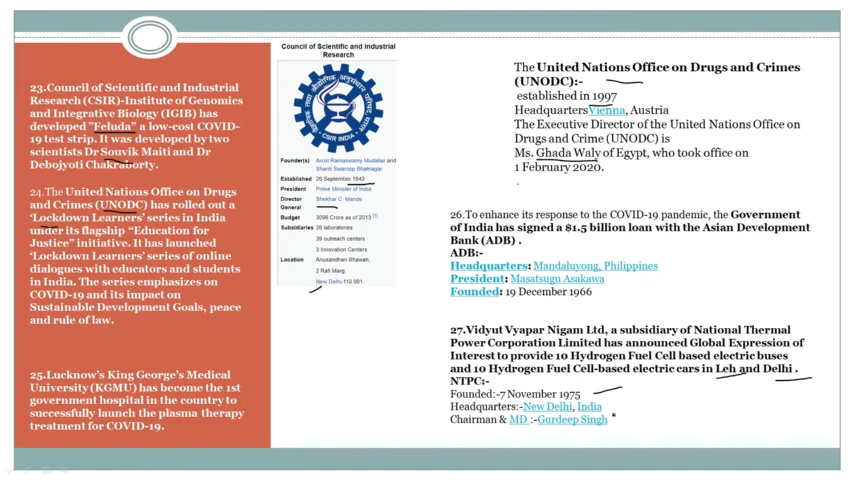 23.Council of Scientific and Industrial
Research (CSIR)-Institute of Genomics
and Integrative Biology (IGIB) has
developed "Feluda" a low-cost COVID-
19 test strip. It was developed by two
scientists Dr Souvik Maiti and Dr
Debojyoti Chakraborty.
24.The United Nations Office on Drugs
and Crimes (UNODC) has rolled out a
‘Lockdown Learners’ series in India
under its flagship “Education for
Justice” initiative. It has launched
‘Lockdown Learners’ series of online
dialogues with educators and students
in India. The series emphasizes on
COVID-19 and its impact on
Sustainable Development Goals, peace
and rule of law.
25.Lucknow’s King George’s Medical
University (KGMU) has become the 1st
government hospital in the country to
successfully launch the plasma therapy
treatment for COVID-19.
Council of Scientific and Industrial
Research
CSIR INDIA
Founder(s) Arcot Ramaswamy Mudaliar and
Shanti Swaroop Bhatnagar
Established 26 September 1942
President Prime Minister of India
Director Shekhar C. Mande
General
Budget 3098 Crore as of 2013 [1]
Subsidiaries 38 laboratories
39 outreach centers
3 Innovation Centers
Location Anusandhan Bhawan,
2 Rafi Marg,
New Delhi-110 001.
The United Nations Office on Drugs and Crimes
(UNODC):-
established in 1997
Headquarters Vienna, Austria
The Executive Director of the United Nations Office on
Drugs and Crime (UNODC) is
Ms. Ghada Waly of Egypt, who took office on
1 February 2020.
26.To enhance its response to the COVID-19 pandemic, the Government
of India has signed a $1.5 billion loan with the Asian Development
Bank (ADB) .
ADB:-
Headquarters: Mandaluyong, Philippines
President: Masatsugu Asakawa
Founded: 19 December 1966
27.Vidyut Vyapar Nigam Ltd, a subsidiary of National Thermal
Power Corporation Limited has announced Global Expression of
Interest to provide 10 Hydrogen Fuel Cell based electric buses
and 10 Hydrogen Fuel Cell-based electric cars in Leh and Delhi .
NTPC:-
Founded:-7 November 1975
Headquarters:-New Delhi, India
Chairman & MD :-Gurdeep Singh